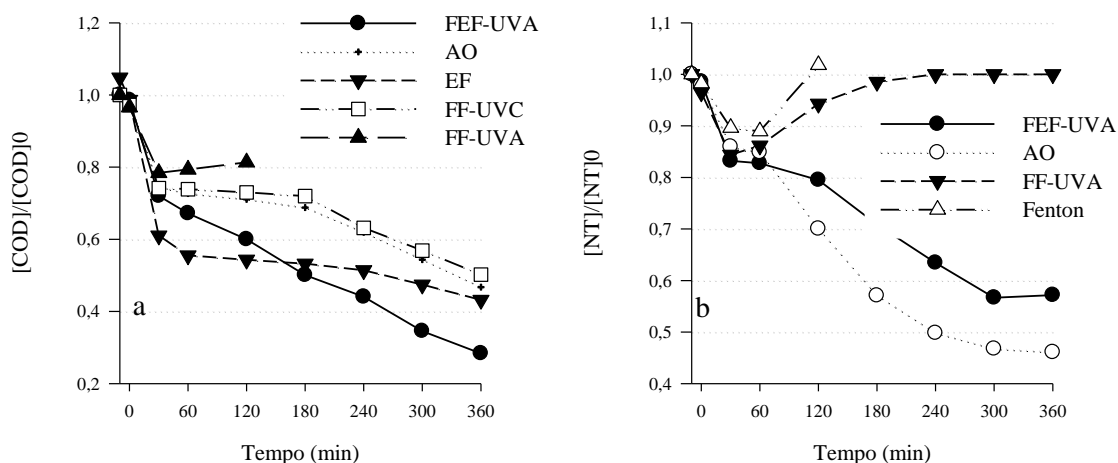 1,2
1,0
0,8
0,6
0,4
0,2
[COD]/[COD]0
FEF-UVA
AO
EF
FF-UVC
FF-UVA
a
0 60 120 180 240 300 360
Tempo (min)
1,1
1,0
0,9
0,8
0,7
0,6
0,5
0,4
[NT]/[NT]0
FEF-UVA
AO
FF-UVA
Fenton
b
0 60 120 180 240 300 360
Tempo (min)